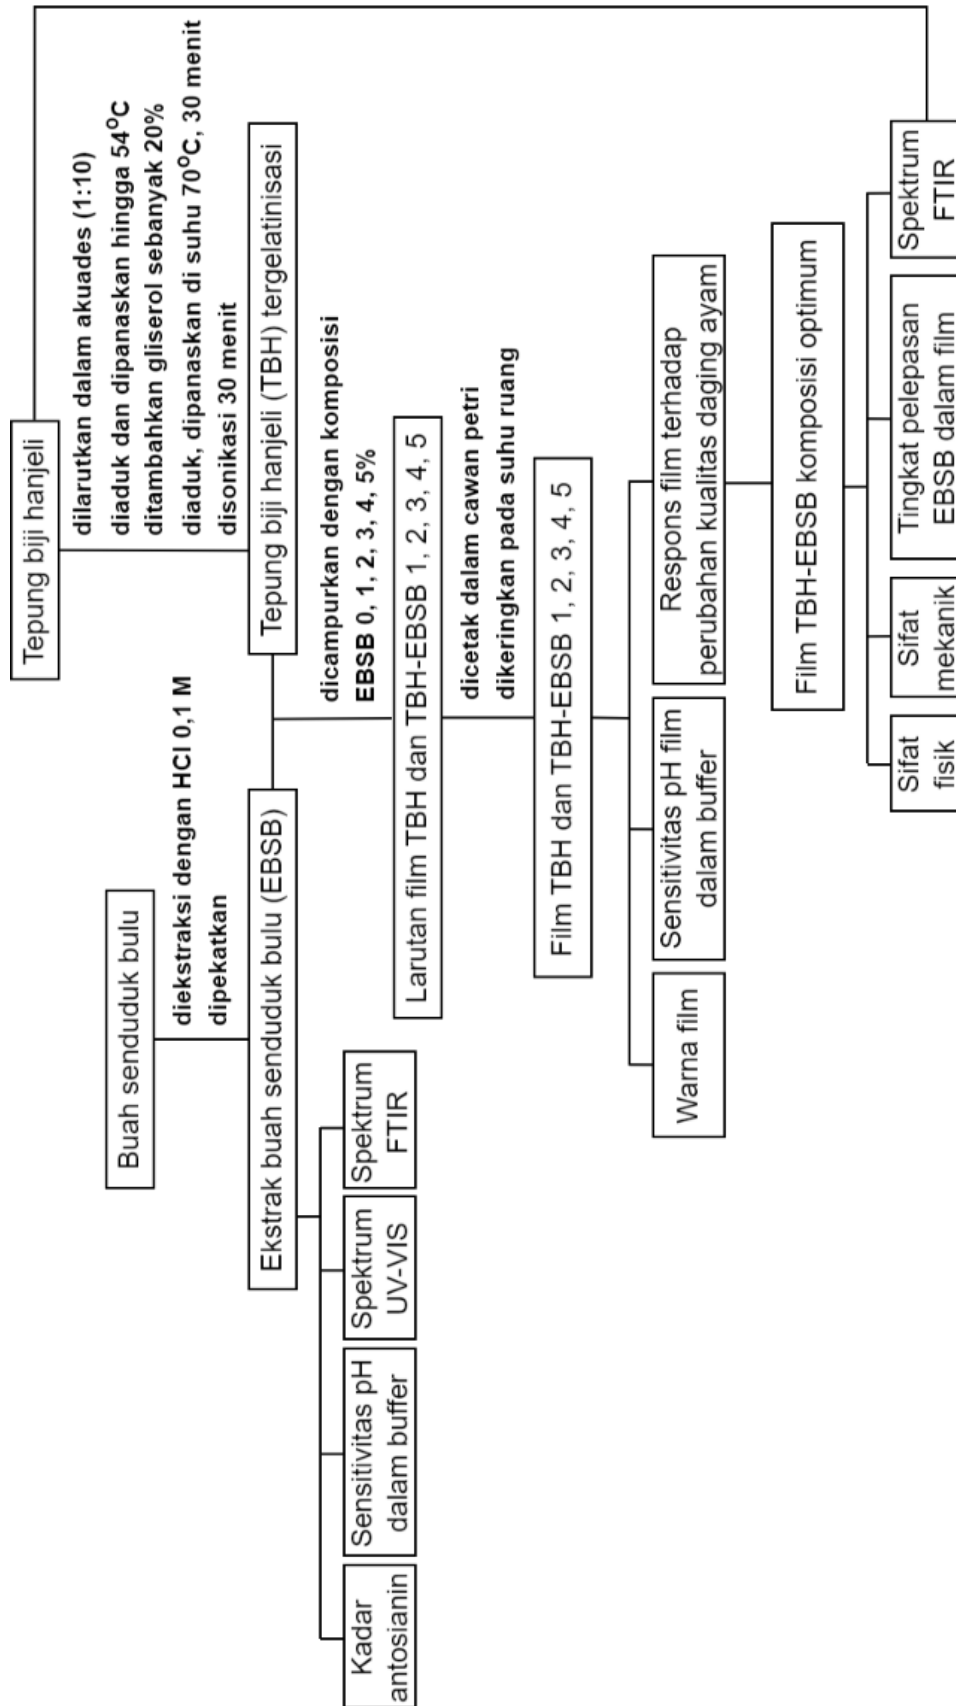 Tepung biji hanjeli
dilarutkan dalam akuades (1:10)
diaduk dan dipanaskan hingga 54°C
ditambahkan gliserol sebanyak 20%
diaduk, dipanaskan di suhu 70°C, 30 menit
disonikasi 30 menit
Buah senduduk bulu
diekstraksi dengan HCl 0,1 M
dipekatkan
Ekstrak buah senduduk bulu (EBSB)
Tepung biji hanjeli (TBH) tergelatinisasi
Kadar
antosianin
Sensitivitas pH
dalam buffer
Spektrum
UV-VIS
Spektrum
FTIR
dicampurkan dengan komposisi
EBSB 0, 1, 2, 3, 4, 5%
Larutan film TBH dan TBH-EBSB 1, 2, 3, 4, 5
dicetak dalam cawan petri
dikeringkan pada suhu ruang
Film TBH dan TBH-EBSB 1, 2, 3, 4, 5
Warna film
Sensitivitas pH film
dalam buffer
Respons film terhadap
perubahan kualitas daging ayam
Film TBH-EBSB komposisi optimum
Sifat
fisik
Sifat
mekanik
Tingkat pelepasan
EBSB dalam film
Spektrum
FTIR